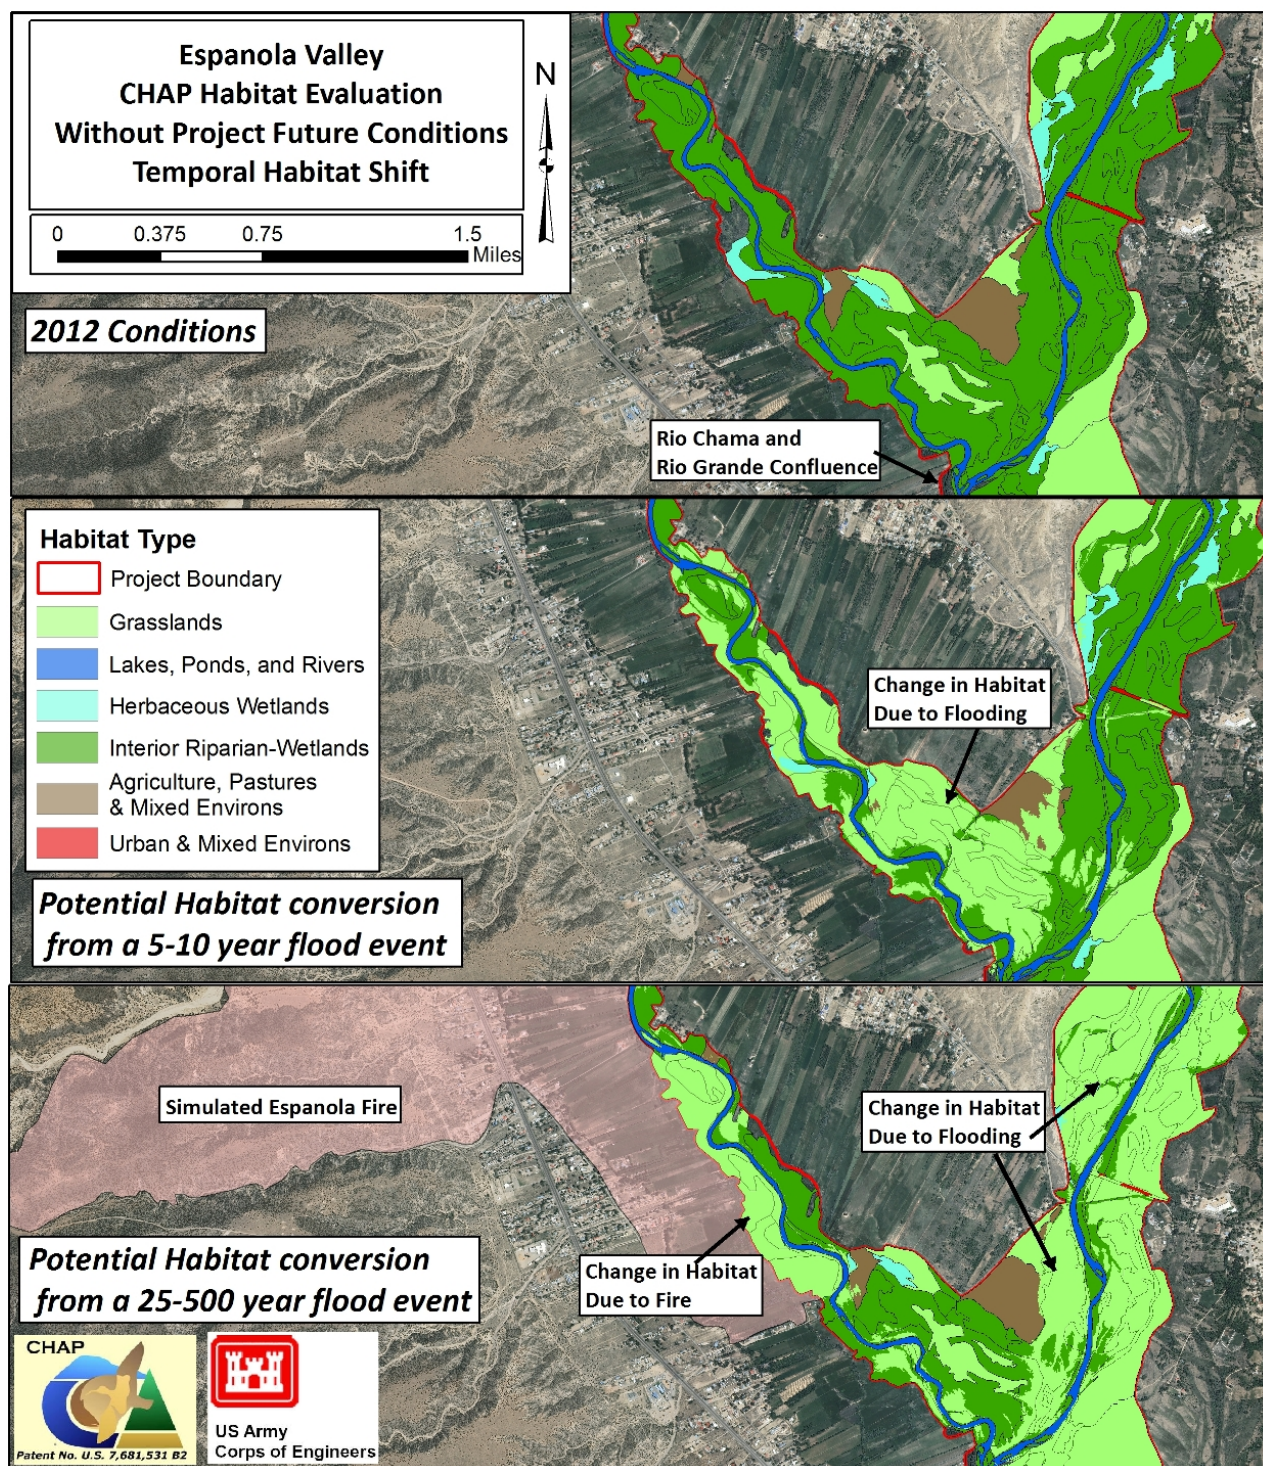 Espanola Valley
CHAP Habitat Evaluation
Without Project Future Conditions
Temporal Habitat Shift
N
0 0.375 0.75 1.5
Miles
2012 Conditions
Rio Chama and
Rio Grande Confluence
Habitat Type
Project Boundary
Grasslands
Lakes, Ponds, and Rivers
Herbaceous Wetlands
Interior Riparian-Wetlands
Agriculture, Pastures
& Mixed Environs
Urban & Mixed Environs
Change in Habitat
Due to Flooding
Potential Habitat conversion
from a 5-10 year flood event
Simulated Espanola Fire
Change in Habitat
Due to Flooding
Change in Habitat
Due to Fire
Potential Habitat conversion
from a 25-500 year flood event
CHAP
Patent No. U.S. 7,681,531 B2
US Army
Corps of Engineers